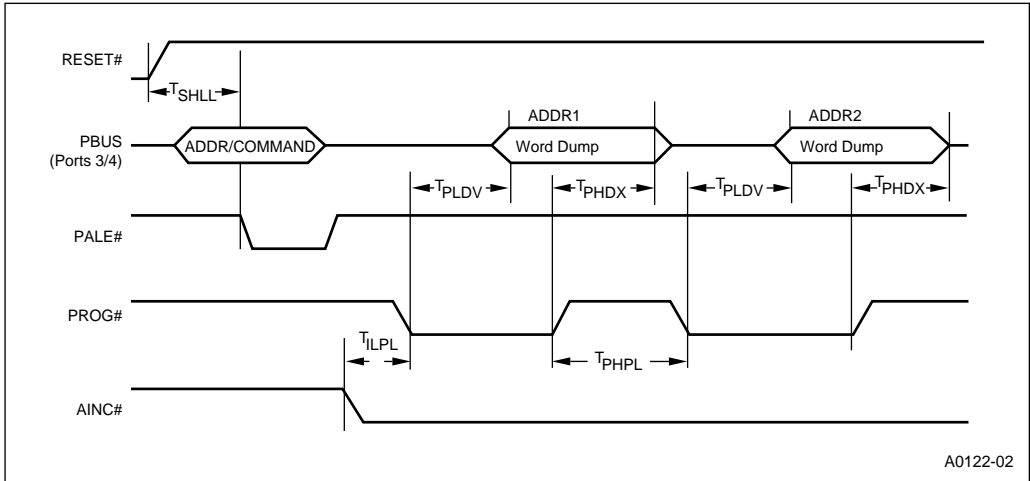 RESET#
TSHLL
PBUS
(Ports 3/4)
ADDR/COMMAND
ADDR1
Word Dump
ADDR2
Word Dump
TPLDV
TPHDX
TPLDV
TPHDX
PALE#
PROG#
TILPL
TPHPL
AINC#
A0122-02